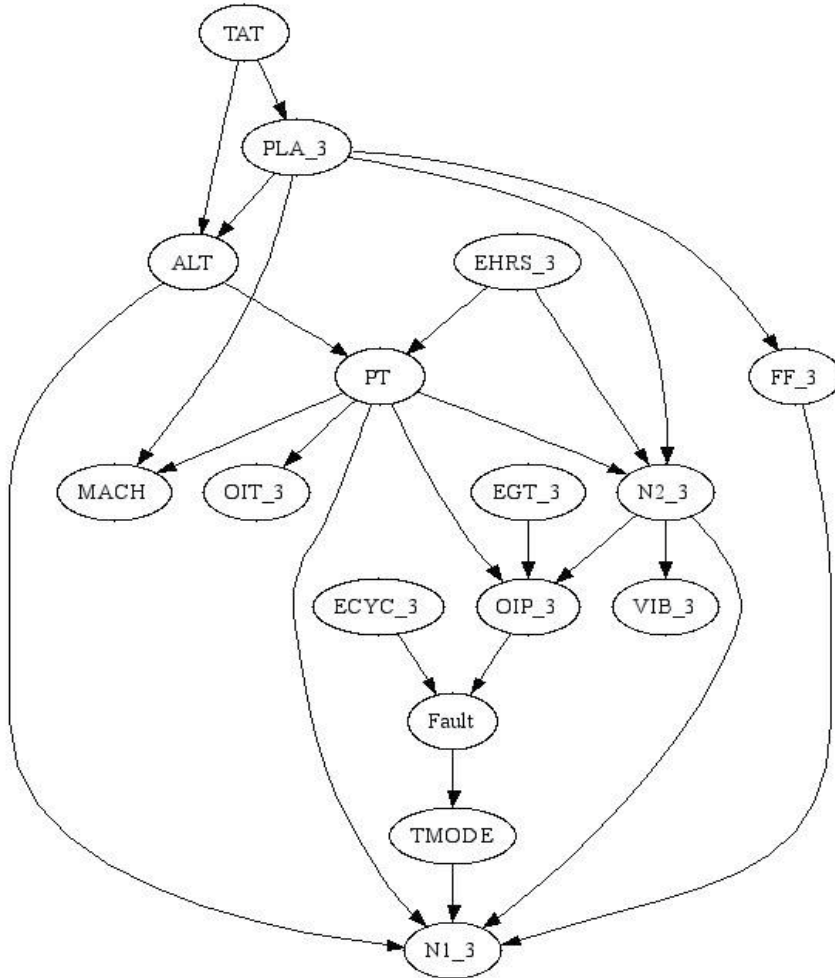 TAT
PLA_3
ALT
EHRS_3
PT
FF_3
MACH
OIT_3
EGT_3
N2_3
ECYC_3
OIP_3
VIB_3
Fault
TMODE
N1_3